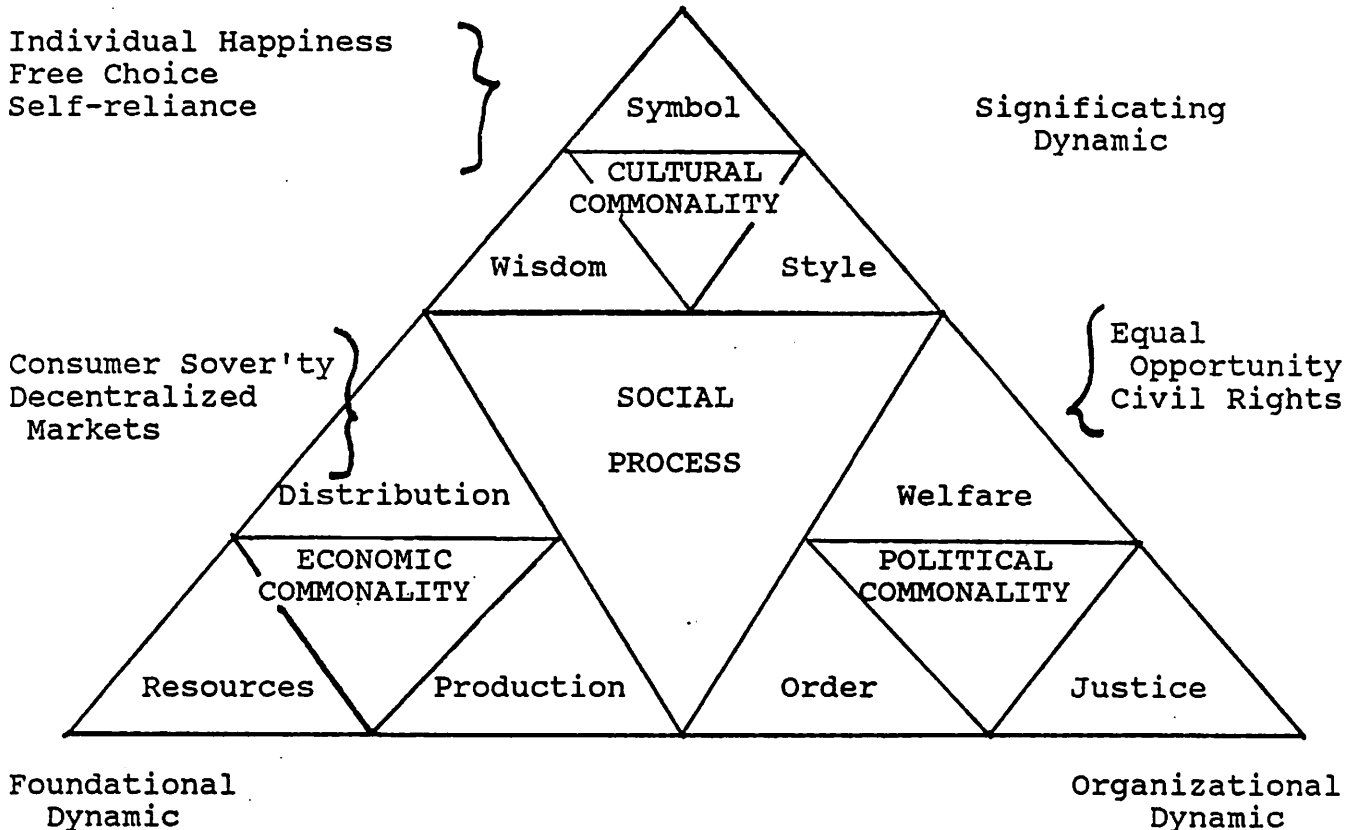 Individual Happiness
Free Choice
Self-reliance
Symbol
Significating
Dynamic
CULTURAL
COMMONALITY
Wisdom
Style
Consumer Sover'ty
Decentralized
Markets
Equal
Opportunity
Civil Rights
SOCIAL
PROCESS
Distribution
Welfare
ECONOMIC
COMMONALITY
POLITICAL
COMMONALITY
Resources
Production
Order
Justice
Foundational
Dynamic
Organizational
Dynamic